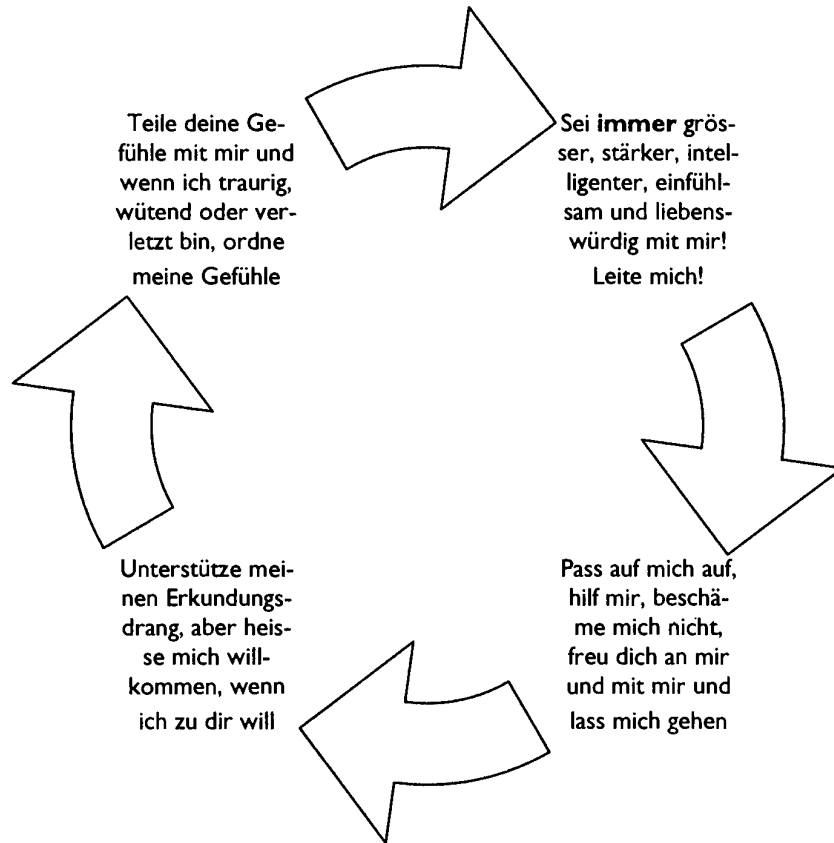 Teile deine Ge-
fühle mit mir und
wenn ich traurig,
wütend oder ver-
letzt bin, ordne
meine Gefühle
Sei immer grös-
ser, stärker, intel-
ligenter, einfühl-
sam und liebens-
würdig mit mir!
Leite mich!
Unterstütze mei-
nen Erkundungs-
drang, aber heis-
se mich will-
kommen, wenn
ich zu dir will
Pass auf mich auf,
hilf mir, beschä-
me mich nicht,
freu dich an mir
und mit mir und
lass mich gehen